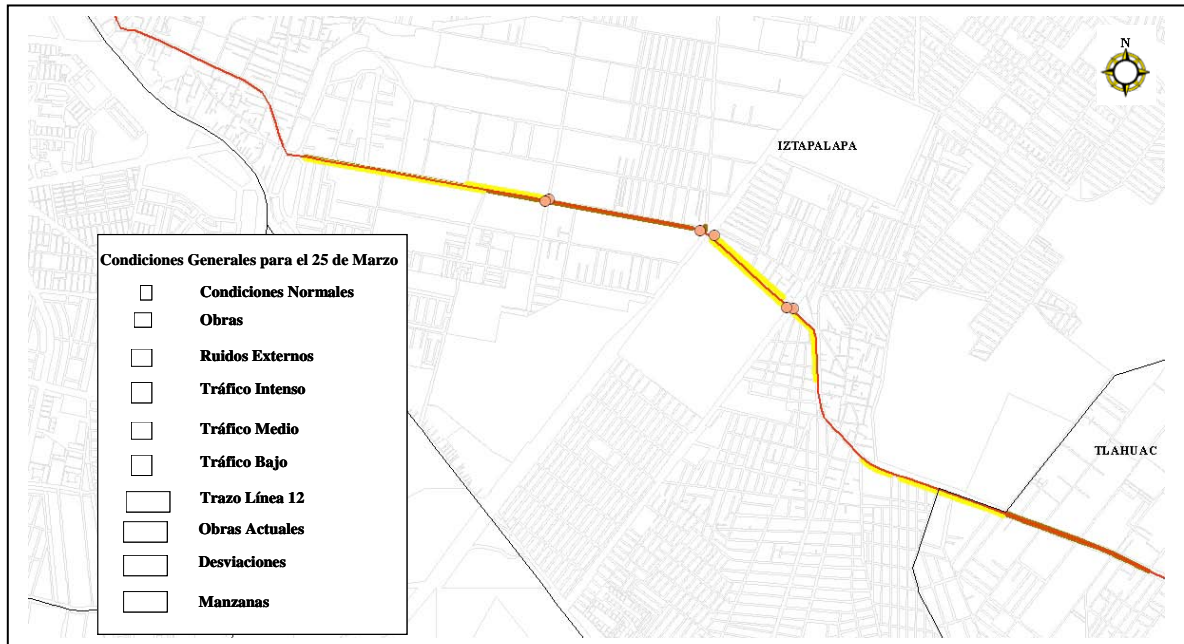 N
IZTAPALAPA
Condiciones Generales para el 25 de Marzo
Condiciones Normales
Obras
Ruidos Externos
Tráfico Intenso
Tráfico Medio
Tráfico Bajo
Trazo Línea 12
Obras Actuales
Desviaciones
Manzanas
TLAHUAC